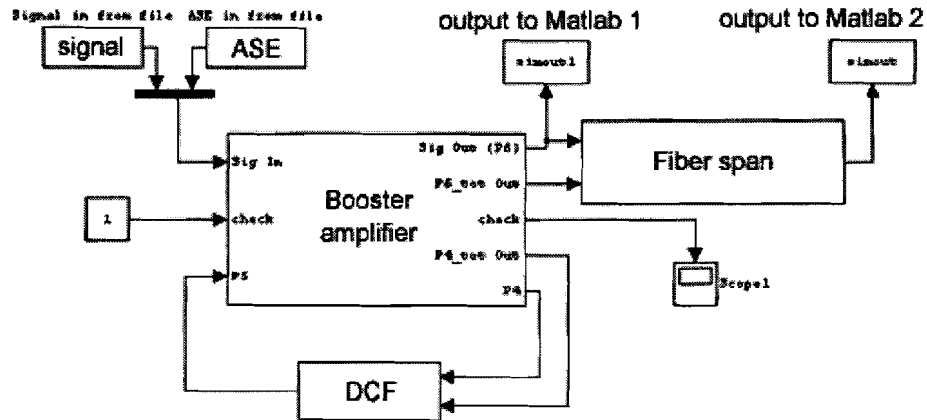 Signal in from file ASE in from file
output to Matlab 1
output to Matlab 2
signal
ASE
simout1
simout
Sig In
Sig Out (P6)
Fiber span
P6_tot Out
1
check
Booster
amplifier
check
P4_tot Out
P5
P4
Scope1
DCF